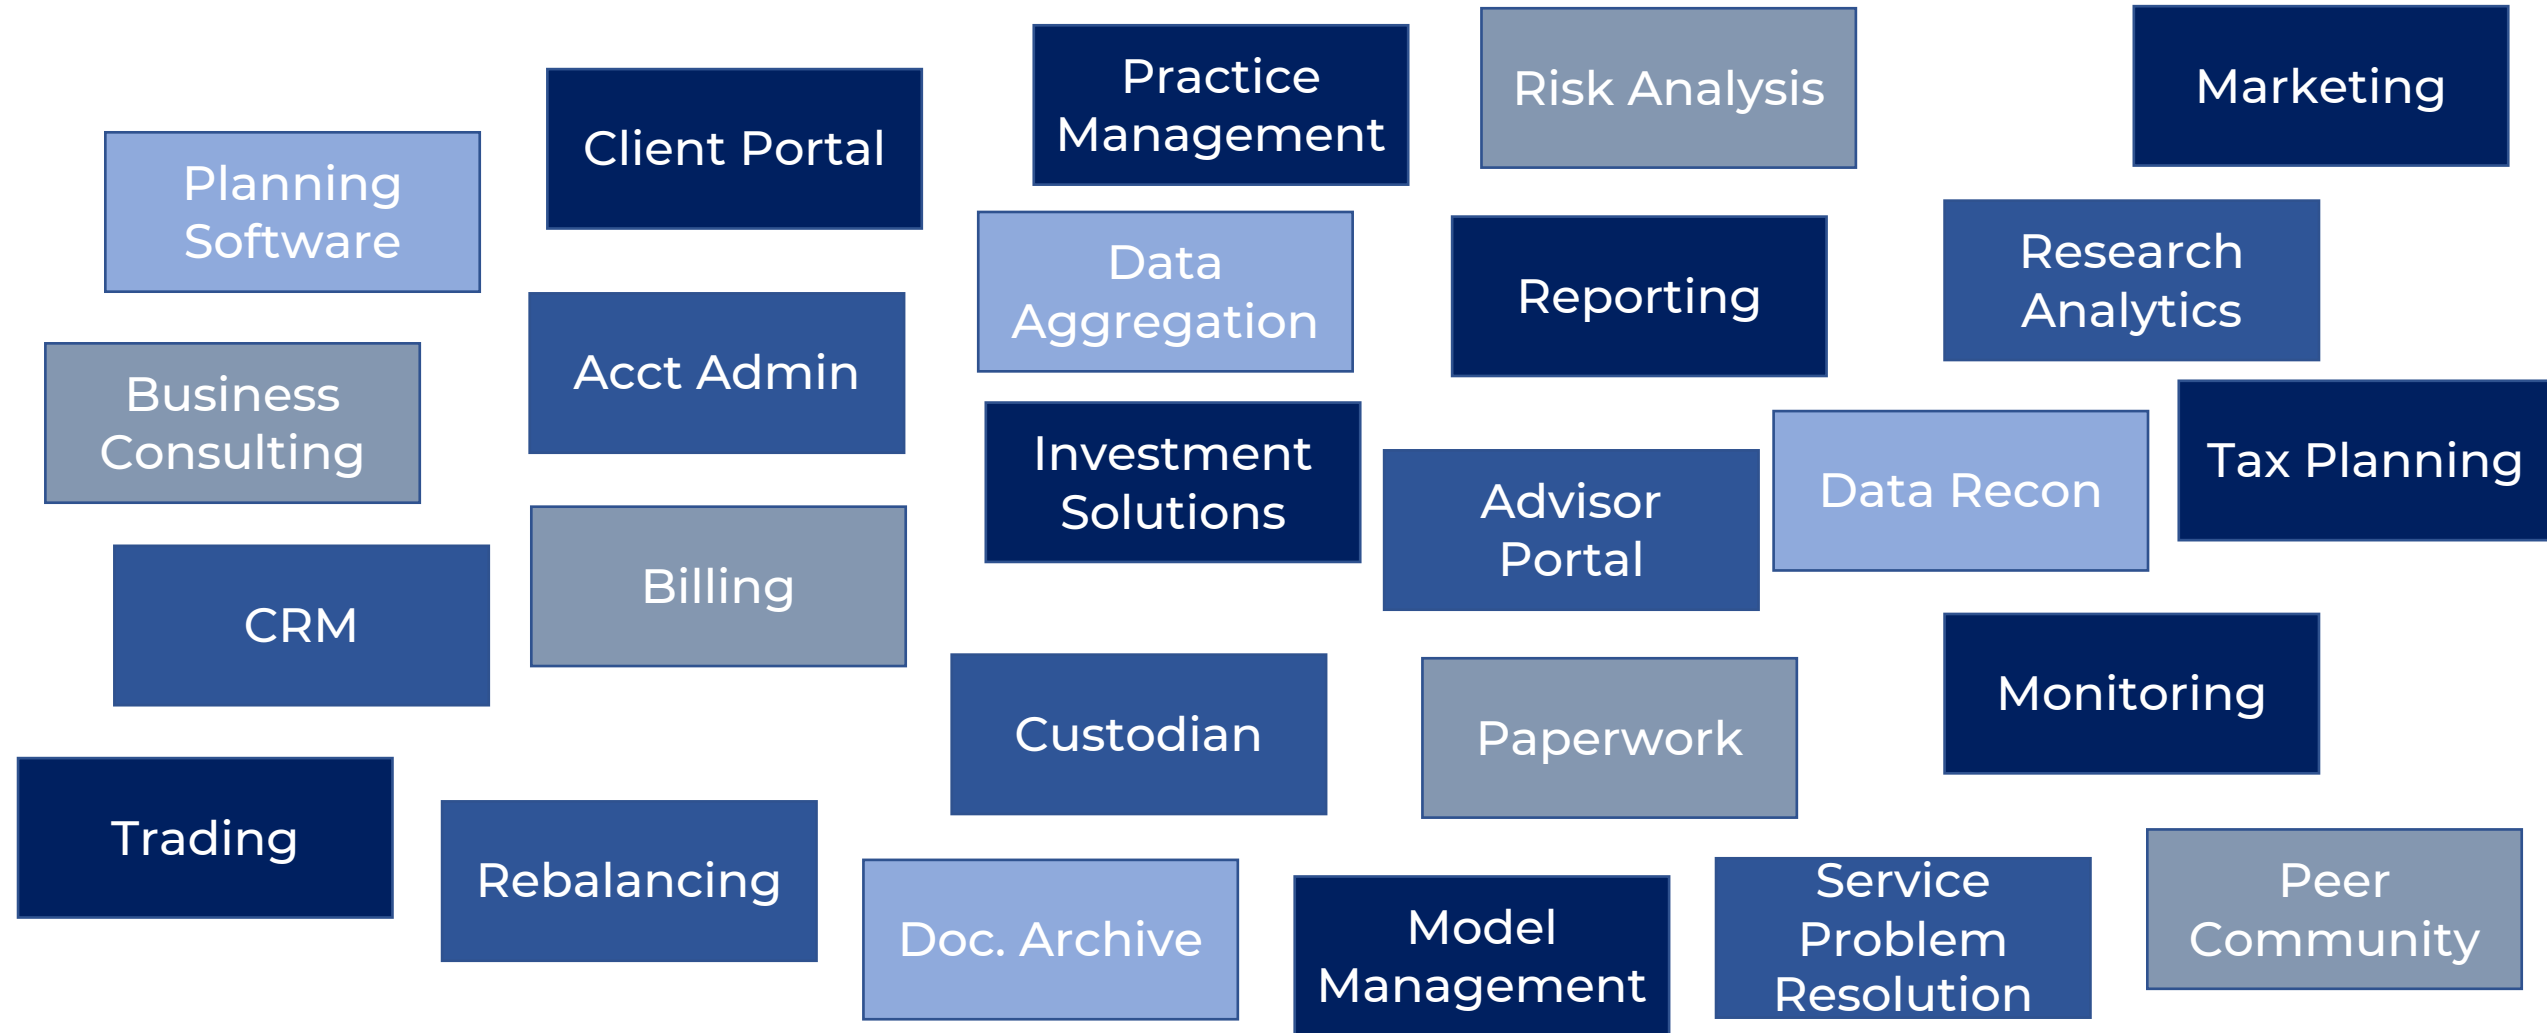 Practice
Management
Risk Analysis
Marketing
Client Portal
Planning
Software
Data
Aggregation
Reporting
Research
Analytics
Acct Admin
Business
Consulting
Investment
Solutions
Advisor
Portal
Data Recon
Tax Planning
CRM
Billing
Custodian
Paperwork
Monitoring
Trading
Rebalancing
Doc. Archive
Model
Management
Service
Problem
Resolution
Peer
Community